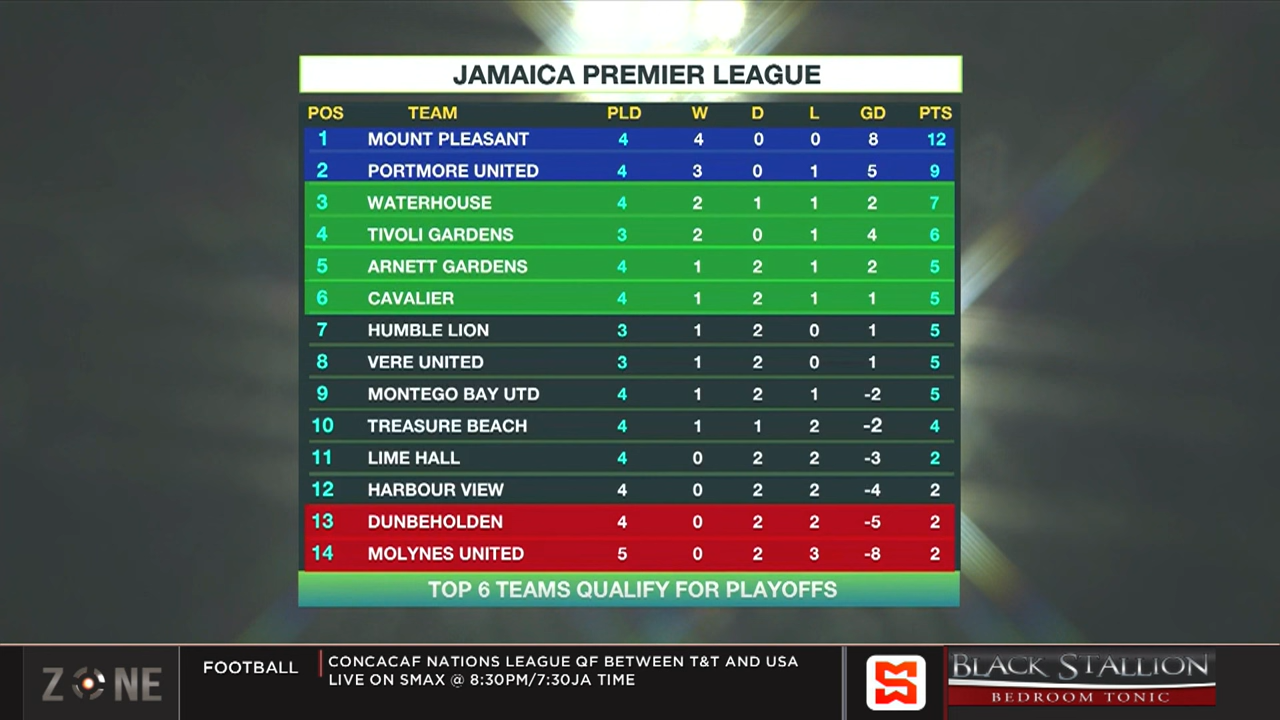 JAMAICA PREMIER LEAGUE
POS TEAM PLD W D L GD PTS
1 MOUNT PLEASANT 4 4 0 0 8 12
2 PORTMORE UNITED 4 3 0 1 5 9
3 WATERHOUSE 4 2 1 1 2 7
4 TIVOLI GARDENS 3 2 0 1 4 6
5 ARNETT GARDENS 4 1 2 1 2 5
6 CAVALIER 4 1 2 1 1 5
7 HUMBLE LION 3 1 2 0 1 5
8 VERE UNITED 3 1 2 0 1 5
9 MONTEGO BAY UTD 4 1 2 1 -2 5
10 TREASURE BEACH 4 1 1 2 -2 4
11 LIME HALL 4 0 2 2 -3 2
12 HARBOUR VIEW 4 0 2 2 -4 2
13 DUNBEHOLDEN 4 0 2 2 -5 2
14 MOLYNES UNITED 5 0 2 3 -8 2
TOP 6 TEAMS QUALIFY FOR PLAYOFFS
ZONE
FOOTBALL
CONCACAF NATIONS LEAGUE QF BETWEEN T&T AND USA
LIVE ON SMAX @ 8:30PM/7:30JA TIME
BLACK STALLION
BEDROOM TONIC